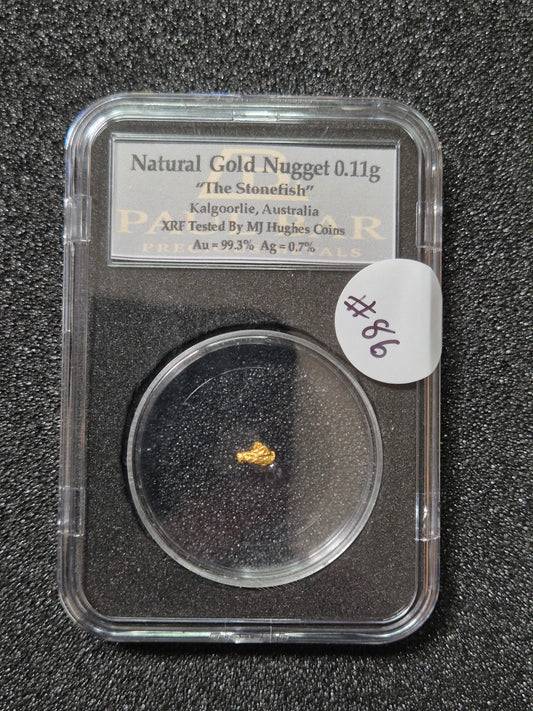 Natural Gold Nugget 0.11g
"The Stonefish"
Kalgoorlie, Australia
XRF Tested By MJ Hughes Coins
Au = 99.3% Ag = 0.7%
#86